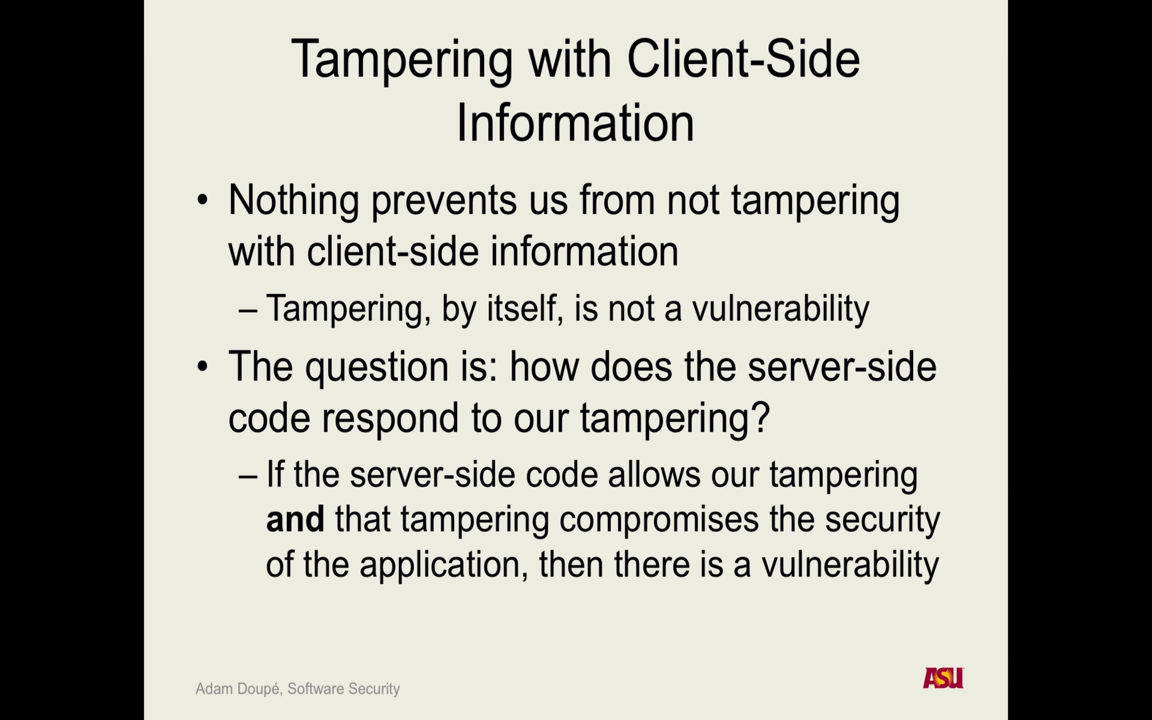 Tampering with Client-Side
Information
• Nothing prevents us from not tampering
with client-side information
– Tampering, by itself, is not a vulnerability
• The question is: how does the server-side
code respond to our tampering?
– If the server-side code allows our tampering
and that tampering compromises the security
of the application, then there is a vulnerability
Adam Doupé, Software Security
ASU